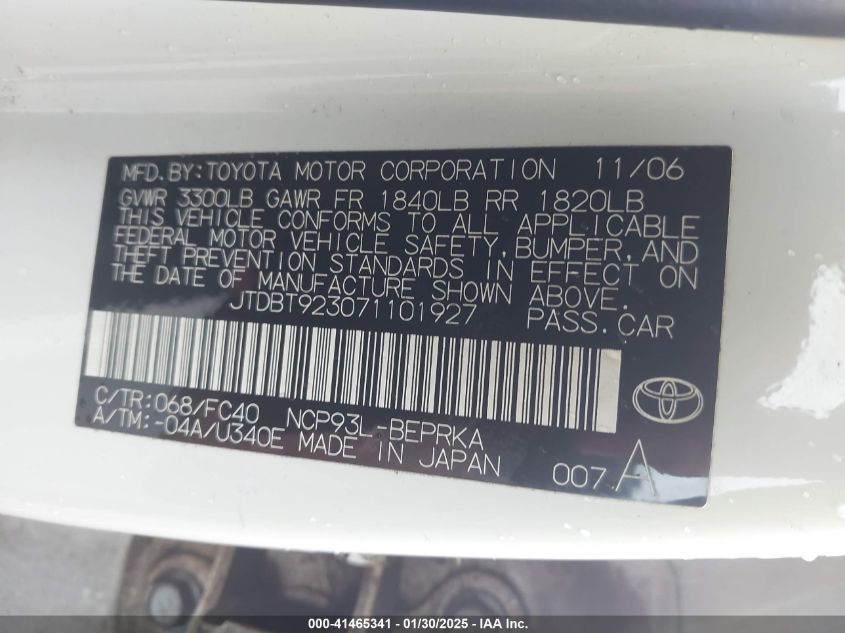 MFD.BY:TOYOTA MOTOR CORPORATION 11/06
GVWR 3300LB GAWR FR 1840LB RR 1820LB
THIS VEHICLE CONFORMS TO ALL APPLICABLE
FEDERAL MOTOR VEHICLE SAFETY,BUMPER,AND
THEFT PREVENTION STANDARDS IN EFFECT ON
THE DATE OF MANUFACTURE SHOWN ABOVE.
JTDBT923071101927 PASS.CAR
C/TR:068/FC40 NCP93L-BEPRKA
A/TM:-04A/U340E MADE IN JAPAN 007 A
000-41465341 - 01/30/2025 - IAA Inc.